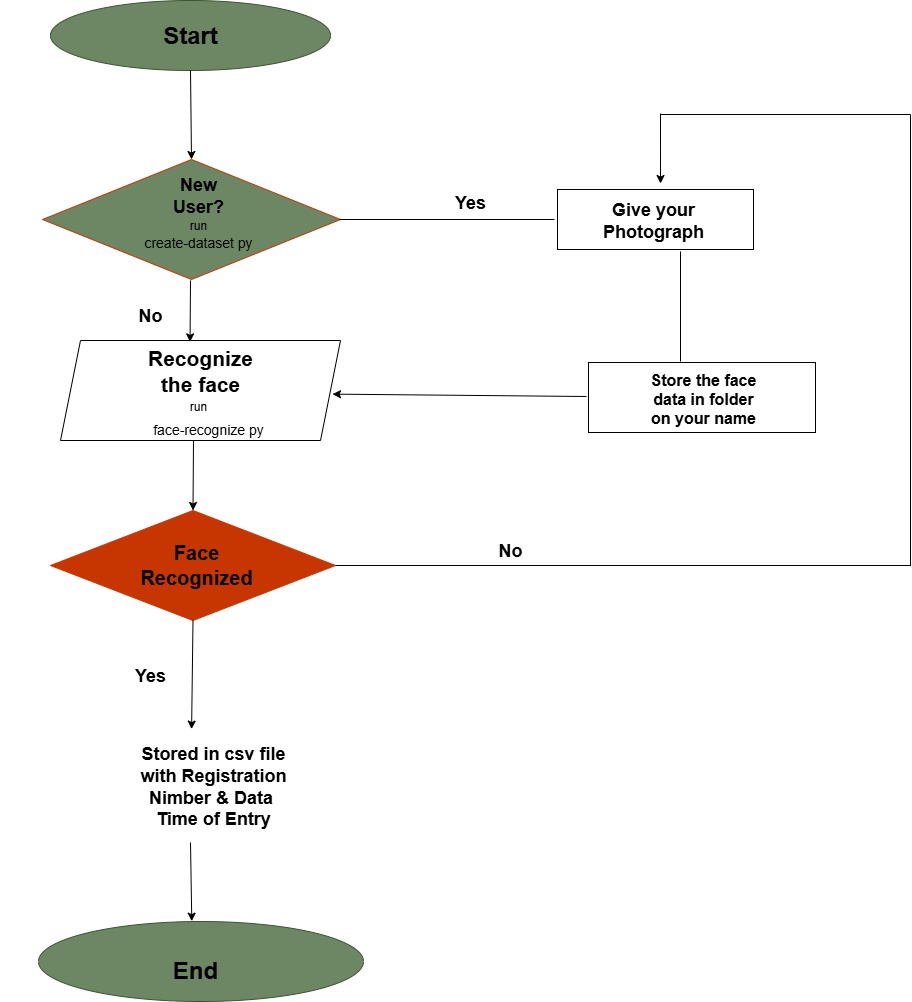 Start
New
User?
run
create-dataset py
Yes
Give your
Photograph
No
Recognize
the face
run
face-recognize py
Store the face
data in folder
on your name
Face
Recognized
No
Yes
Stored in csv file
with Registration
Nimber & Data
Time of Entry
End